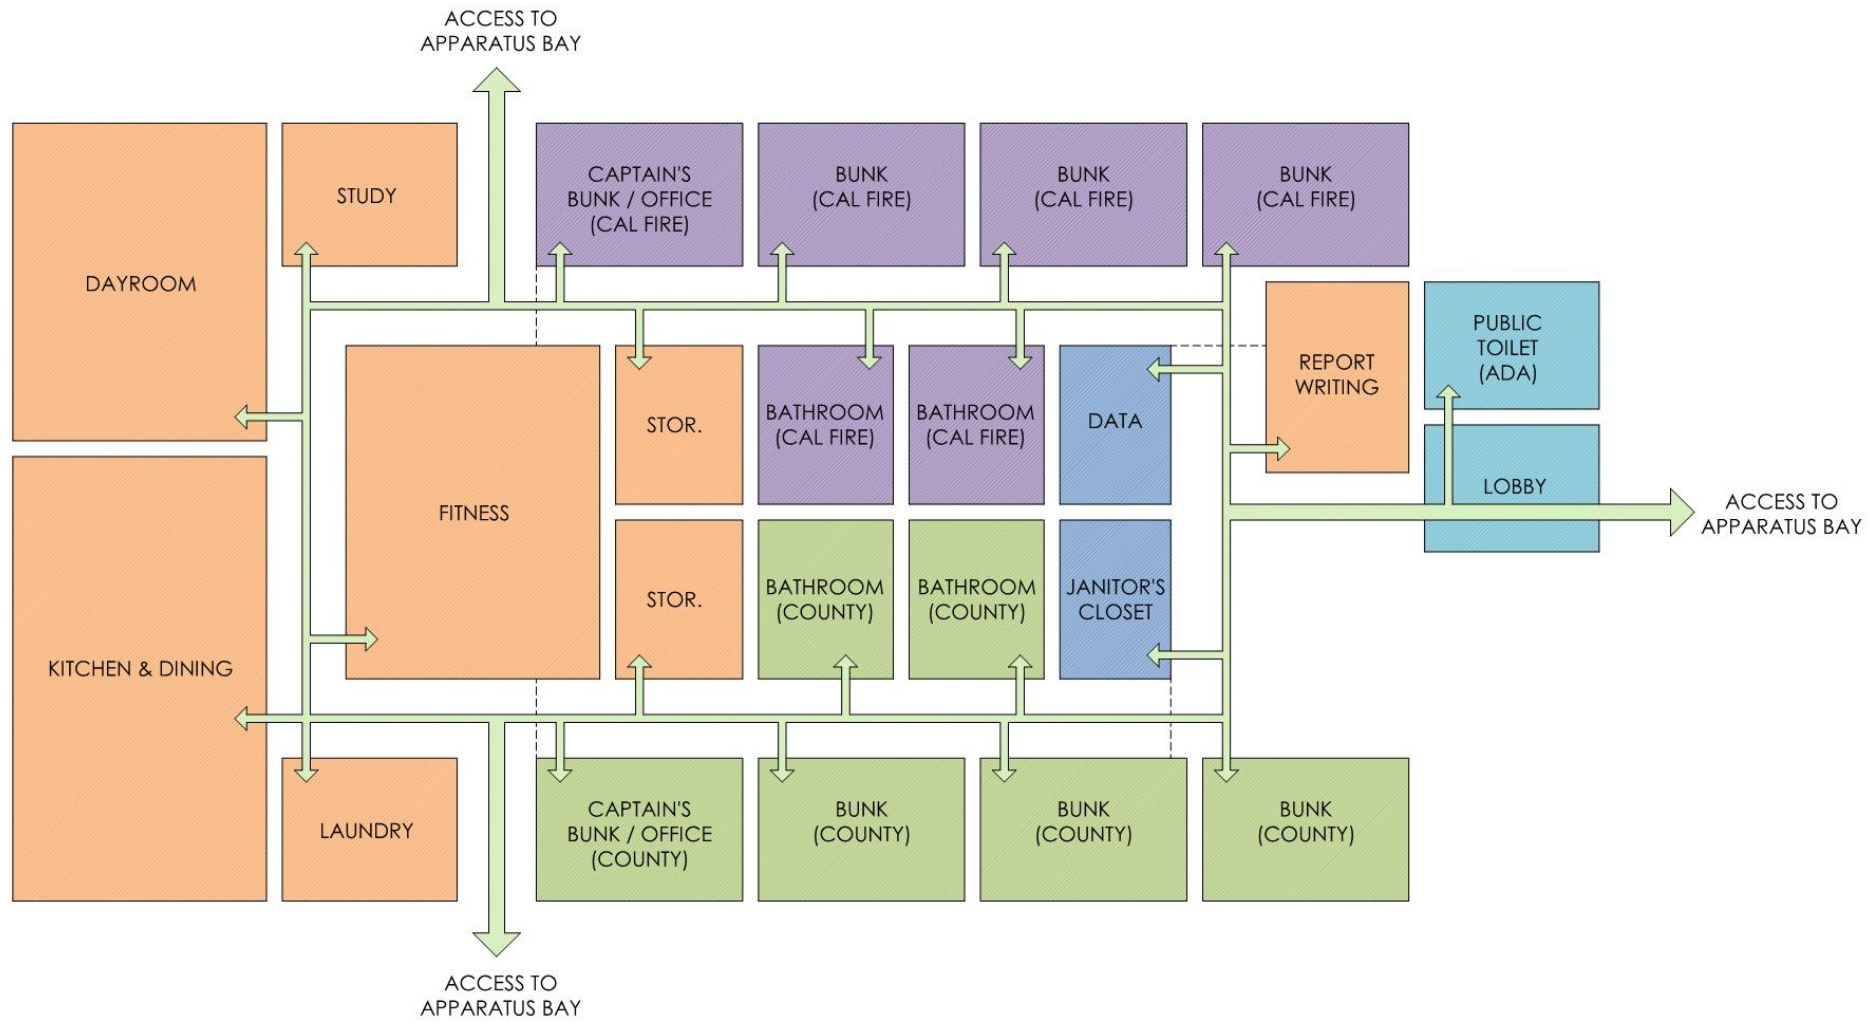 ACCESS TO
APPARATUS BAY
DAYROOM
STUDY
CAPTAIN'S
BUNK / OFFICE
(CAL FIRE)
BUNK
(CAL FIRE)
BUNK
(CAL FIRE)
BUNK
(CAL FIRE)
FITNESS
STOR.
BATHROOM
(CAL FIRE)
BATHROOM
(CAL FIRE)
DATA
REPORT
WRITING
PUBLIC
TOILET
(ADA)
LOBBY
ACCESS TO
APPARATUS BAY
KITCHEN & DINING
STOR.
BATHROOM
(COUNTY)
BATHROOM
(COUNTY)
JANITOR'S
CLOSET
LAUNDRY
CAPTAIN'S
BUNK / OFFICE
(COUNTY)
BUNK
(COUNTY)
BUNK
(COUNTY)
BUNK
(COUNTY)
ACCESS TO
APPARATUS BAY